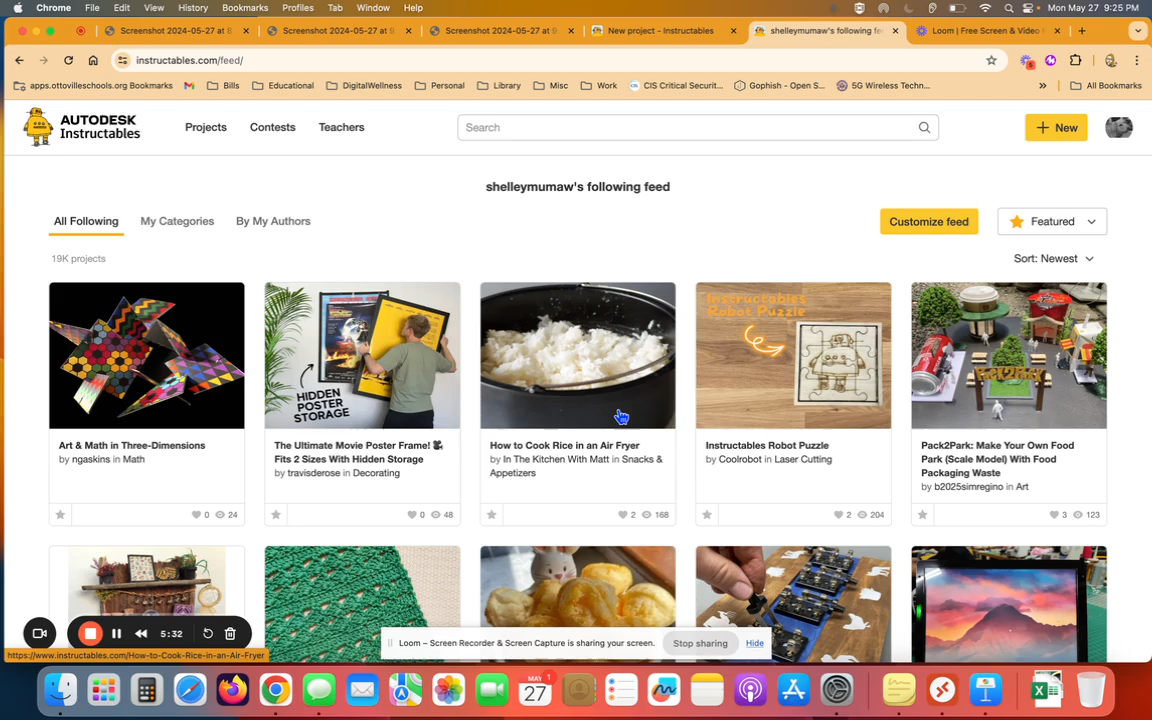 Chrome File Edit View History Bookmarks Profiles Tab Window Help Mon May 27 9:25 PM
Screenshot 2024-05-27 at 8 Screenshot 2024-05-27 at 9 Screenshot 2024-05-27 at 9 New project - Instructables shelleymumaw's following fe Loom | Free Screen & Video
instructables.com/feed/
apps.ottovilleschools.org Bookmarks Bills Educational DigitalWellness Personal Library Misc Work CIS Critical Securit... Gophish - Open S... 5G Wireless Techn... All Bookmarks
AUTODESK
Instructables
Projects Contests Teachers Search New
shelleymumaw's following feed
All Following My Categories By My Authors Customize feed Featured
19K projects Sort: Newest
HIDDEN
POSTER
STORAGE
Instructables
Robot Puzzle
Art & Math in Three-Dimensions
by ngaskins in Math
0 24
The Ultimate Movie Poster Frame! 📽
Fits 2 Sizes With Hidden Storage
by travisderose in Decorating
0 48
How to Cook Rice in an Air Fryer
by In The Kitchen With Matt in Snacks &
Appetizers
2 168
Instructables Robot Puzzle
by Coolrobot in Laser Cutting
2 204
Pack2Park: Make Your Own Food
Park (Scale Model) With Food
Packaging Waste
by b2025simregino in Art
3 123
5:32
Loom – Screen Recorder & Screen Capture is sharing your screen. Stop sharing Hide
https://www.instructables.com/How-to-Cook-Rice-in-an-Air-Fryer
MAY
27